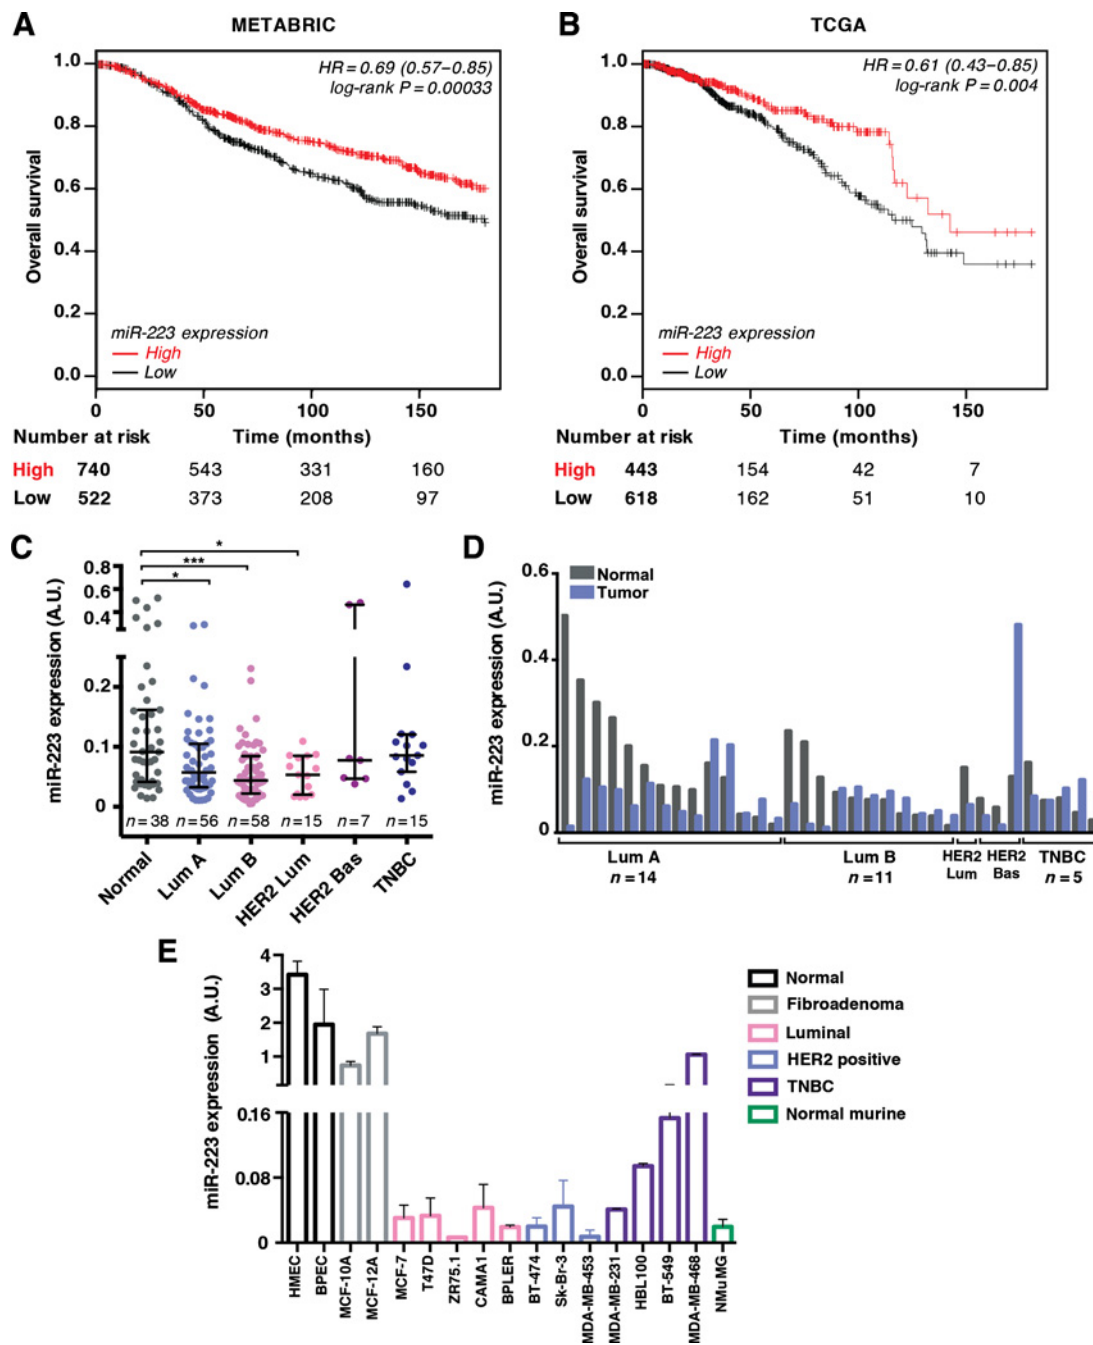 A METABRIC
HR = 0.69 (0.57–0.85)
log-rank P = 0.00033
Overall survival
1.0
0.8
0.6
0.4
0.2
0.0
miR-223 expression
High
Low
0 50 100 150
Number at risk Time (months)
High 740 543 331 160
Low 522 373 208 97
B TCGA
HR = 0.61 (0.43–0.85)
log-rank P = 0.004
Overall survival
1.0
0.8
0.6
0.4
0.2
0.0
miR-223 expression
High
Low
0 50 100 150
Number at risk Time (months)
High 443 154 42 7
Low 618 162 51 10
C
miR-223 expression (A.U.)
0.8
0.6
0.4
0.2
0.1
0
*
***
*
n=38 n=56 n=58 n=15 n=7 n=15
Normal Lum A Lum B HER2 Lum HER2 Bas TNBC
D
miR-223 expression (A.U.)
0.6
0.4
0.2
0
Normal
Tumor
Lum A Lum B HER2 HER2 TNBC
n=14 n=11 Lum Bas n=5
E
miR-223 expression (A.U.)
4
3
2
1
0.16
0.08
0
HMEC BPEC MCF-10A MCF-12A MCF-7 T47D ZR75.1 CAMA1 BPLER BT-474 Sk-Br-3 MDA-MB-453 MDA-MB-231 HBL100 BT-549 MDA-MB-468 NMuMG
Normal
Fibroadenoma
Luminal
HER2 positive
TNBC
Normal murine